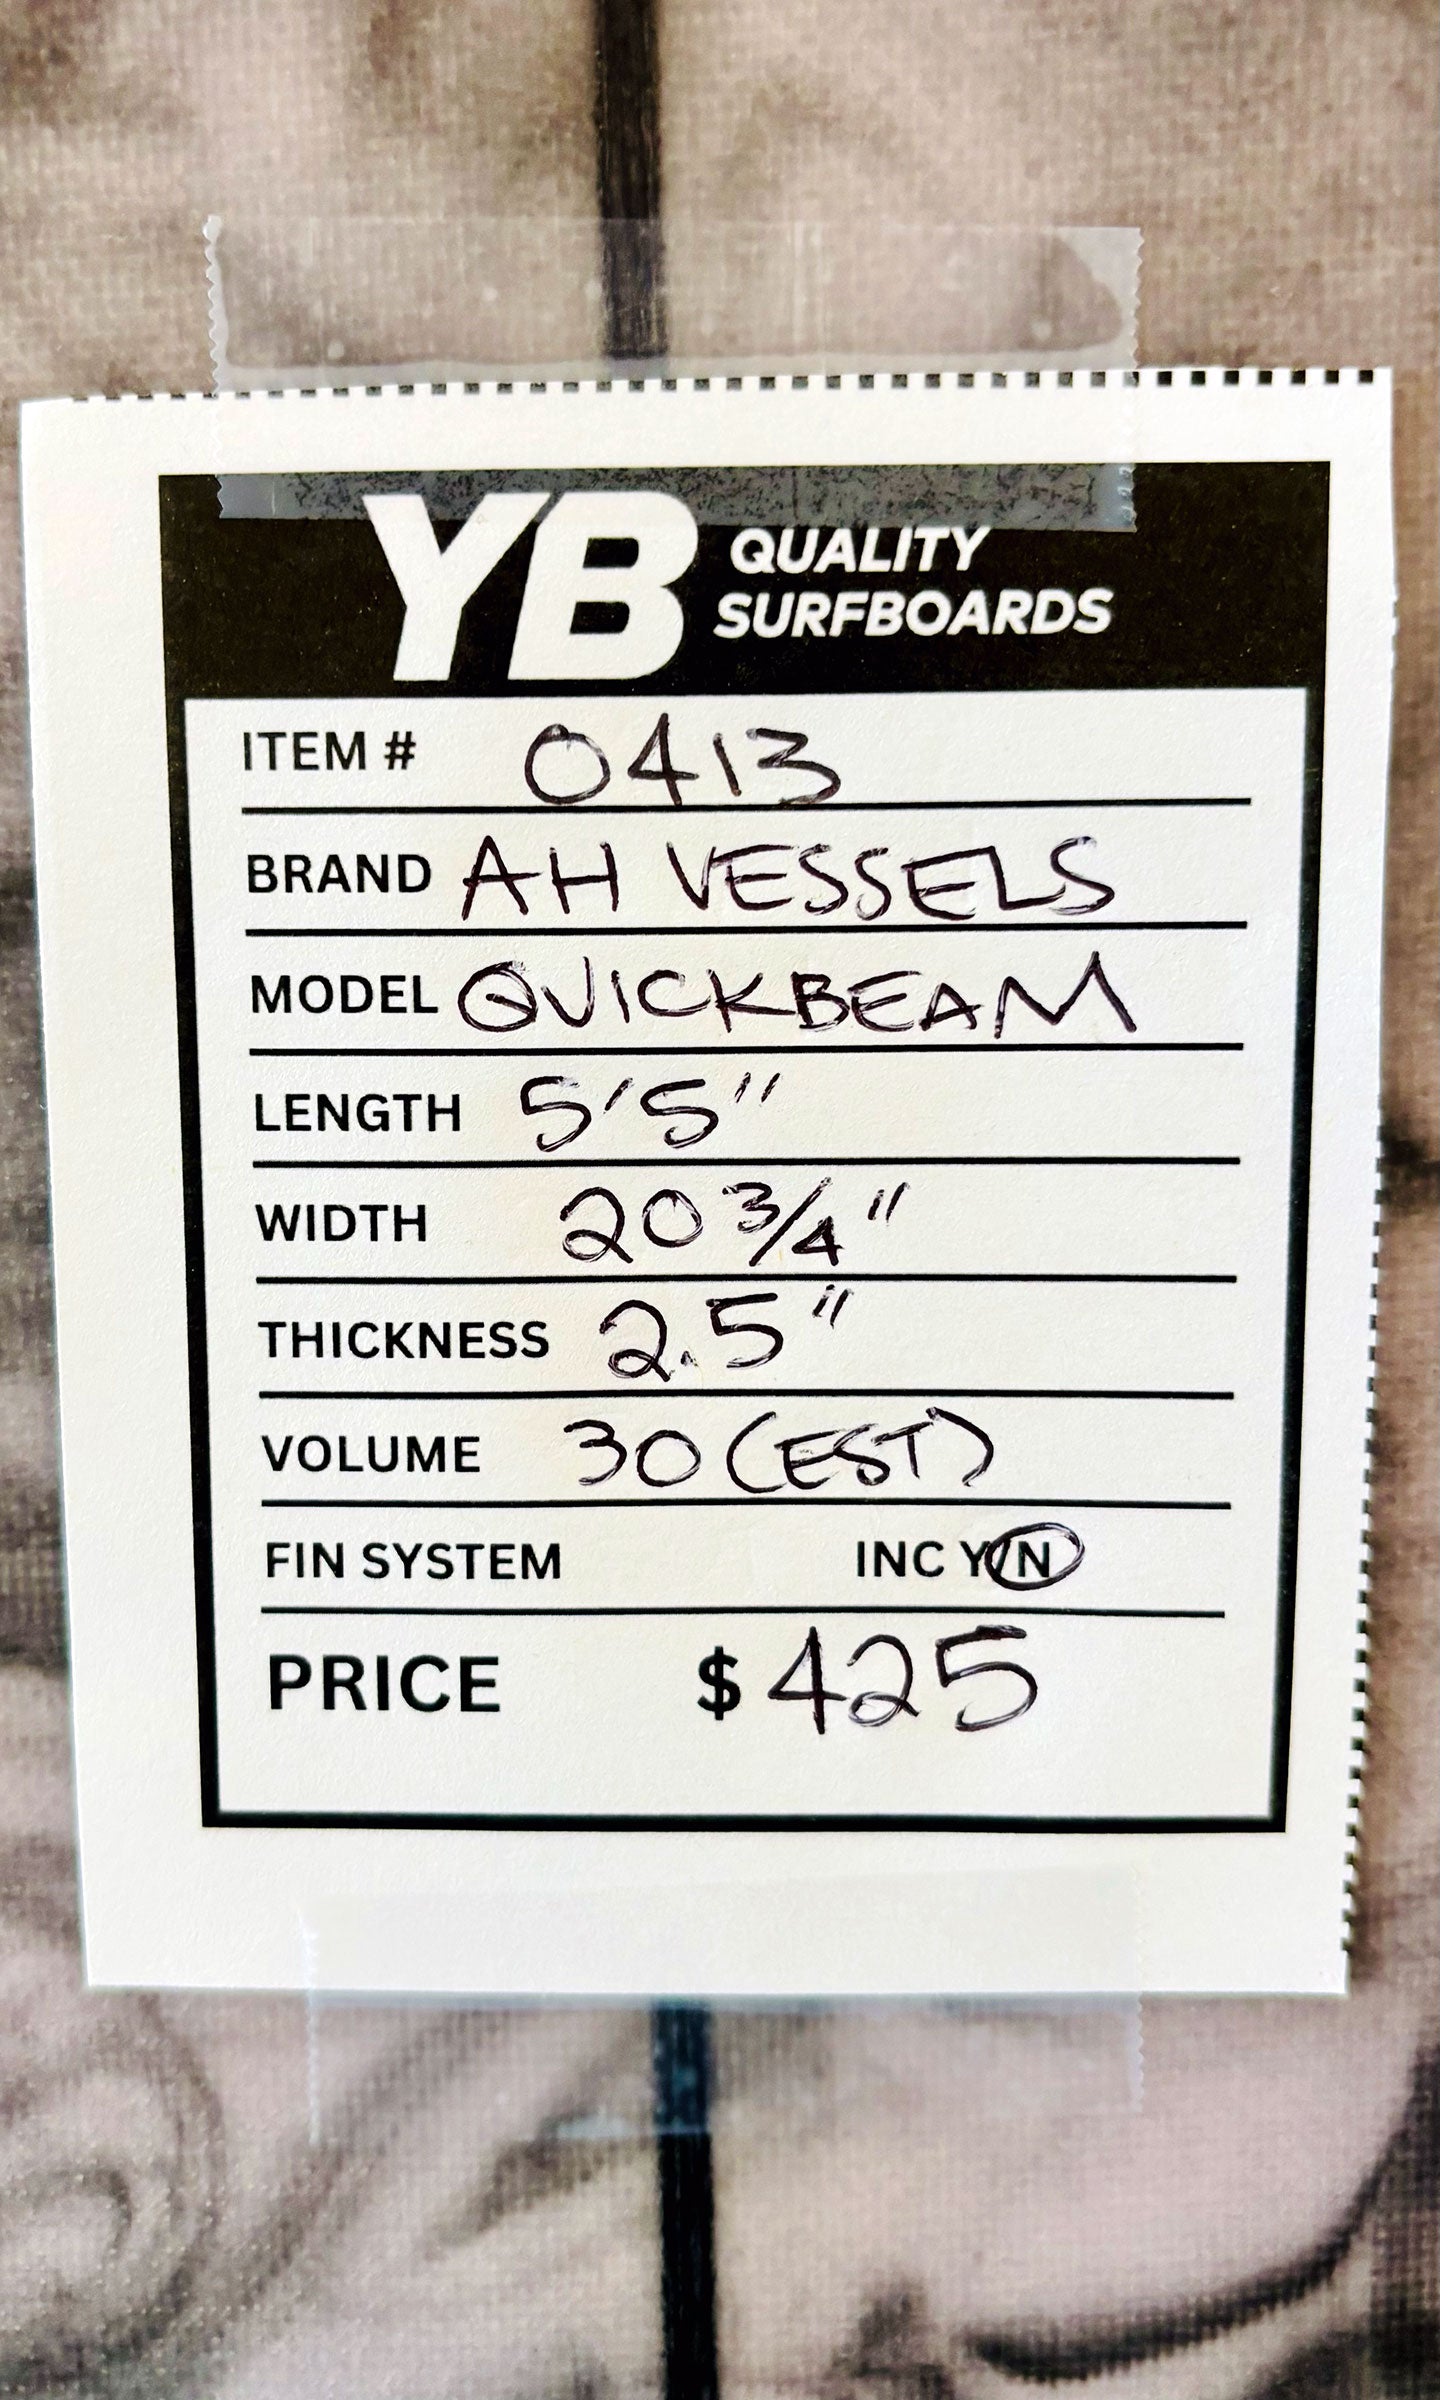 YB QUALITY
SURFBOARDS
ITEM # 0413
BRAND AH VESSELS
MODEL QUICKBEAM
LENGTH 5'5"
WIDTH 20 3/4"
THICKNESS 2.5"
VOLUME 30 (EST)
FIN SYSTEM INC Y/N
PRICE $425